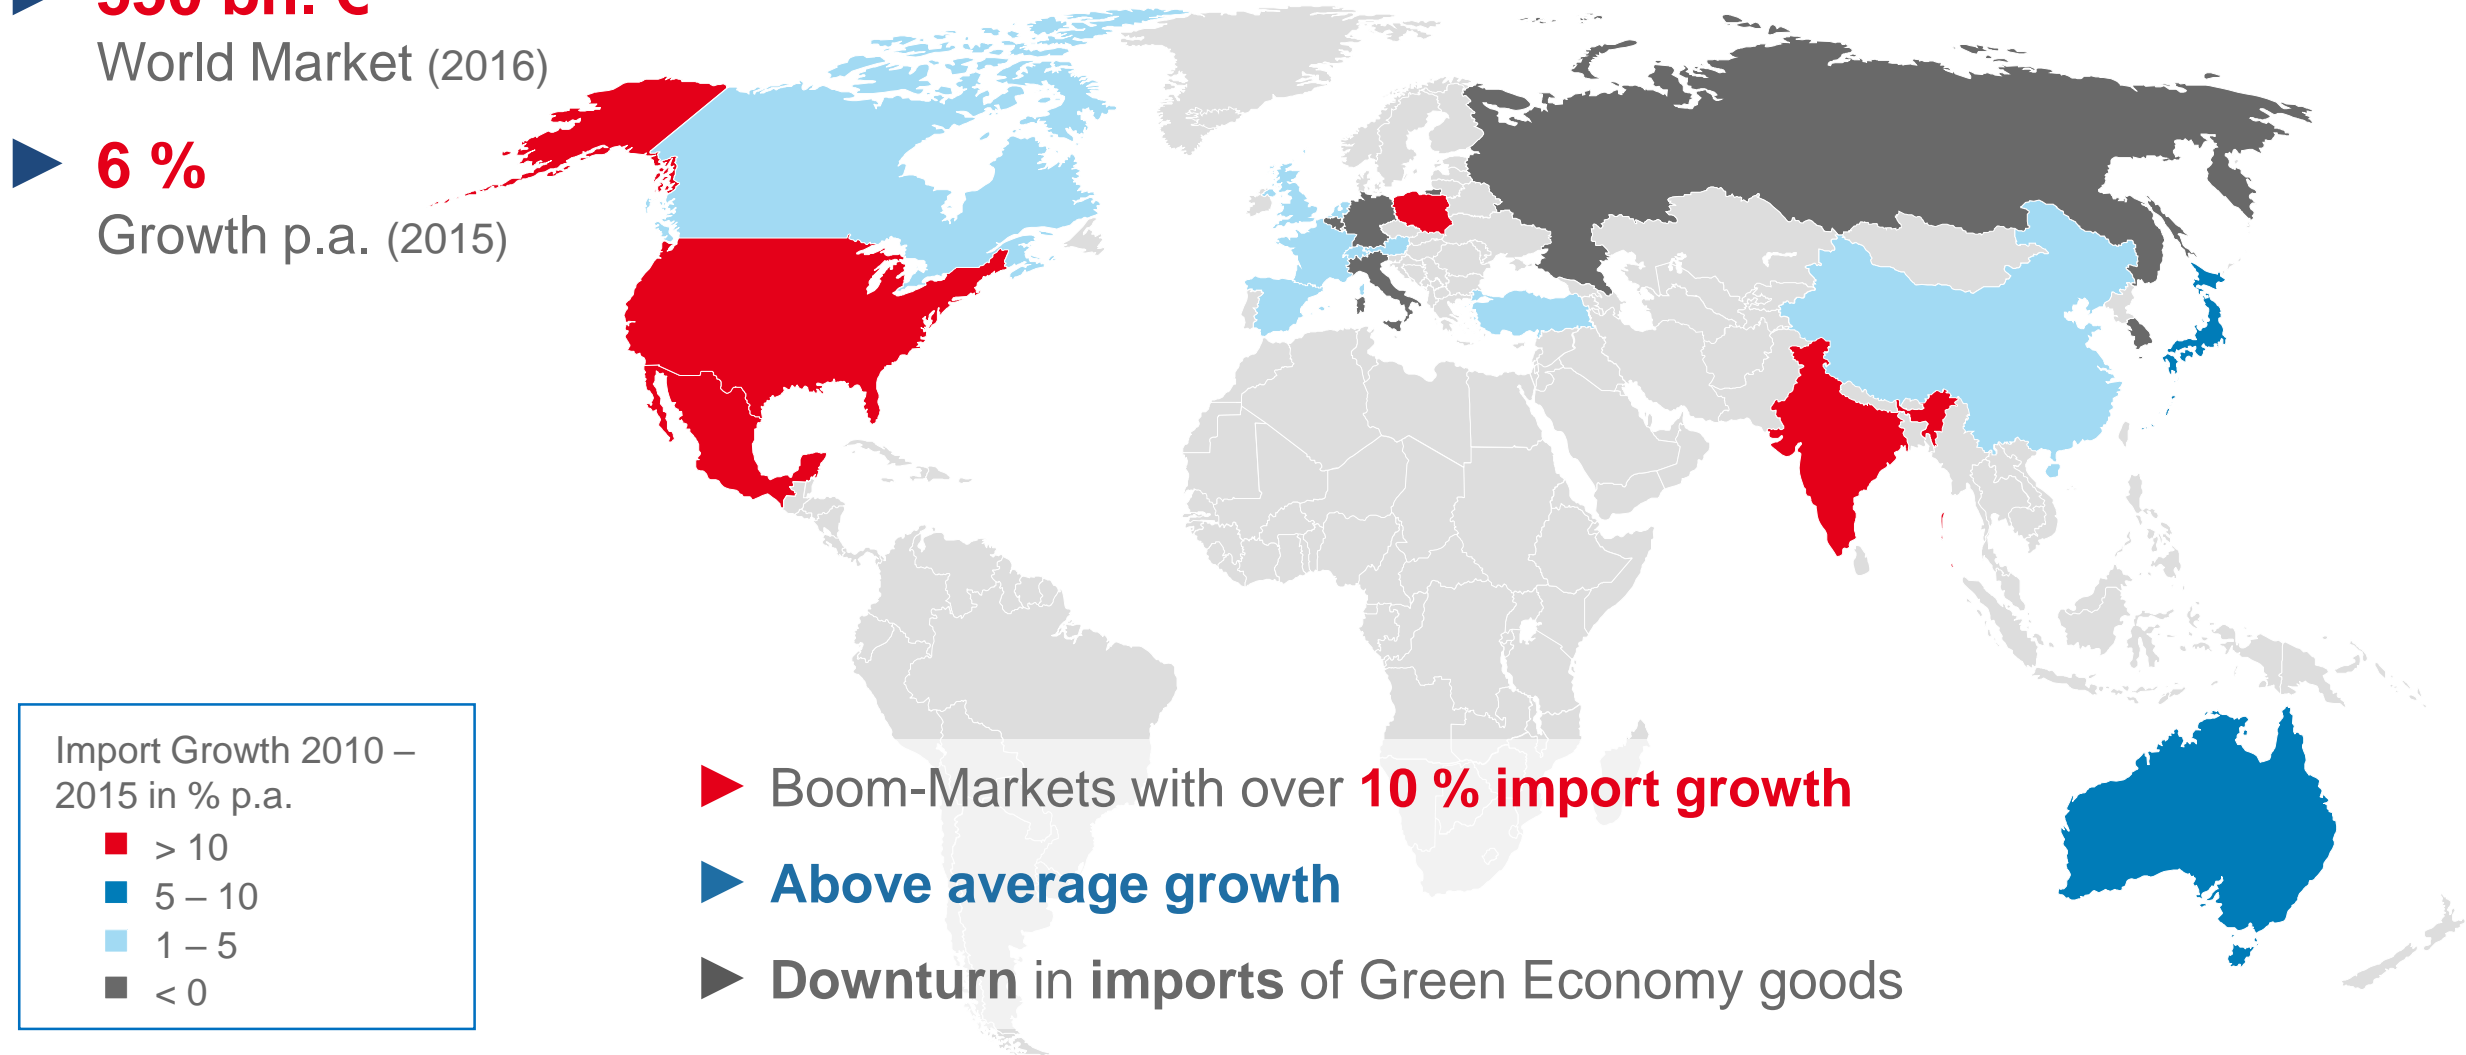 World Market (2016)
6 %
Growth p.a. (2015)
Import Growth 2010 –
2015 in % p.a.
> 10
5 – 10
1 – 5
< 0
Boom-Markets with over 10 % import growth
Above average growth
Downturn in imports of Green Economy goods